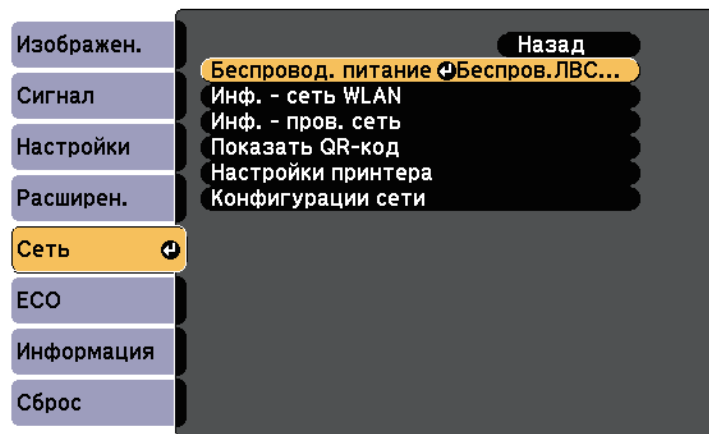 Изображен.
Сигнал
Настройки
Расширен.
Сеть
ECO
Информация
Сброс
Назад
Беспровод. питание Беспров.ЛВС...
Инф. - сеть WLAN
Инф. - пров. сеть
Показать QR-код
Настройки принтера
Конфигурации сети